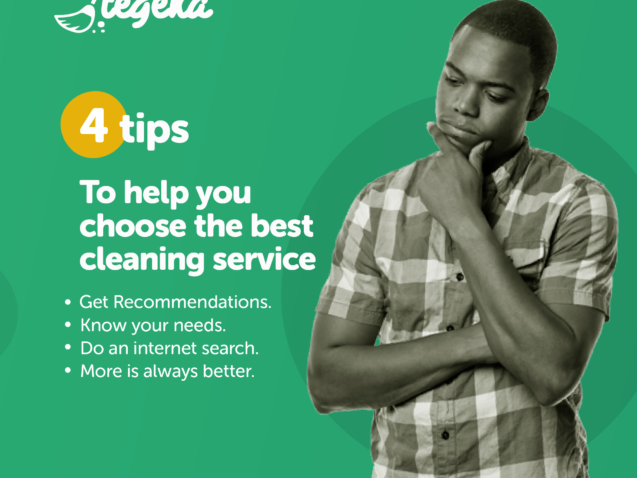 tegeka
4 tips
To help you
choose the best
cleaning service
• Get Recommendations.
• Know your needs.
• Do an internet search.
• More is always better.